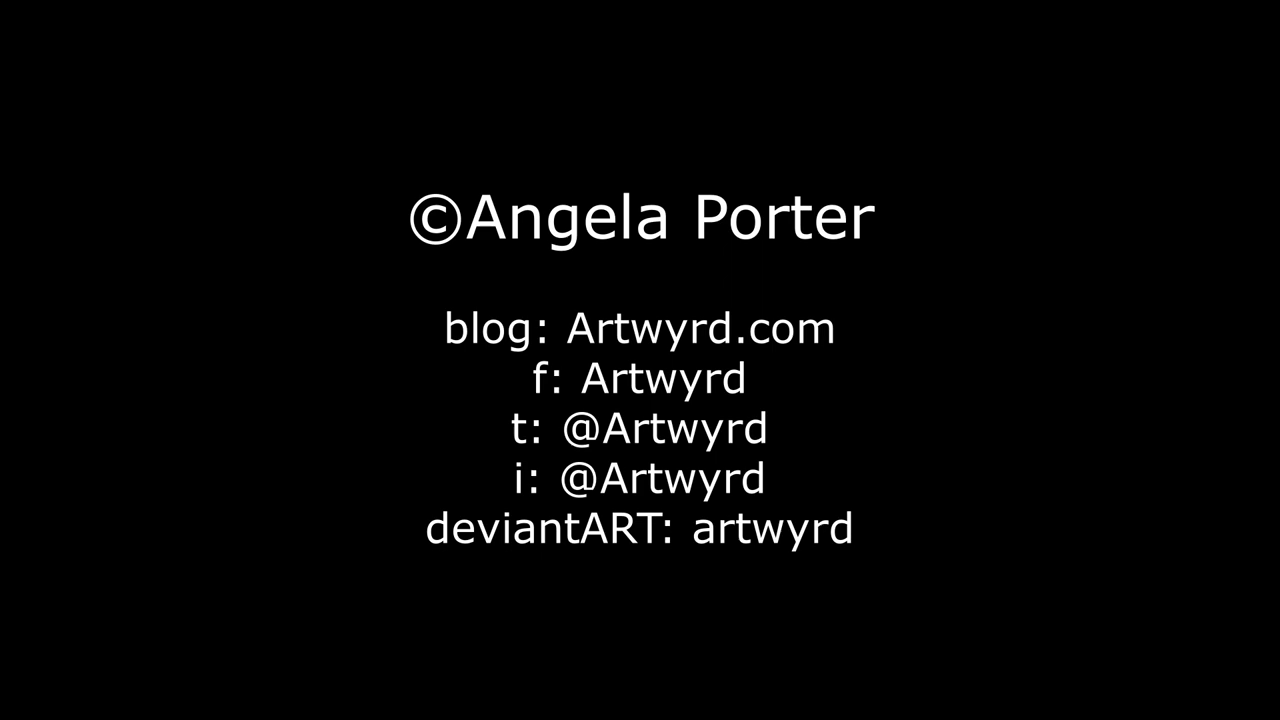 ©Angela Porter
blog: Artwyrd.com
f: Artwyrd
t: @Artwyrd
i: @Artwyrd
deviantART: artwyrd